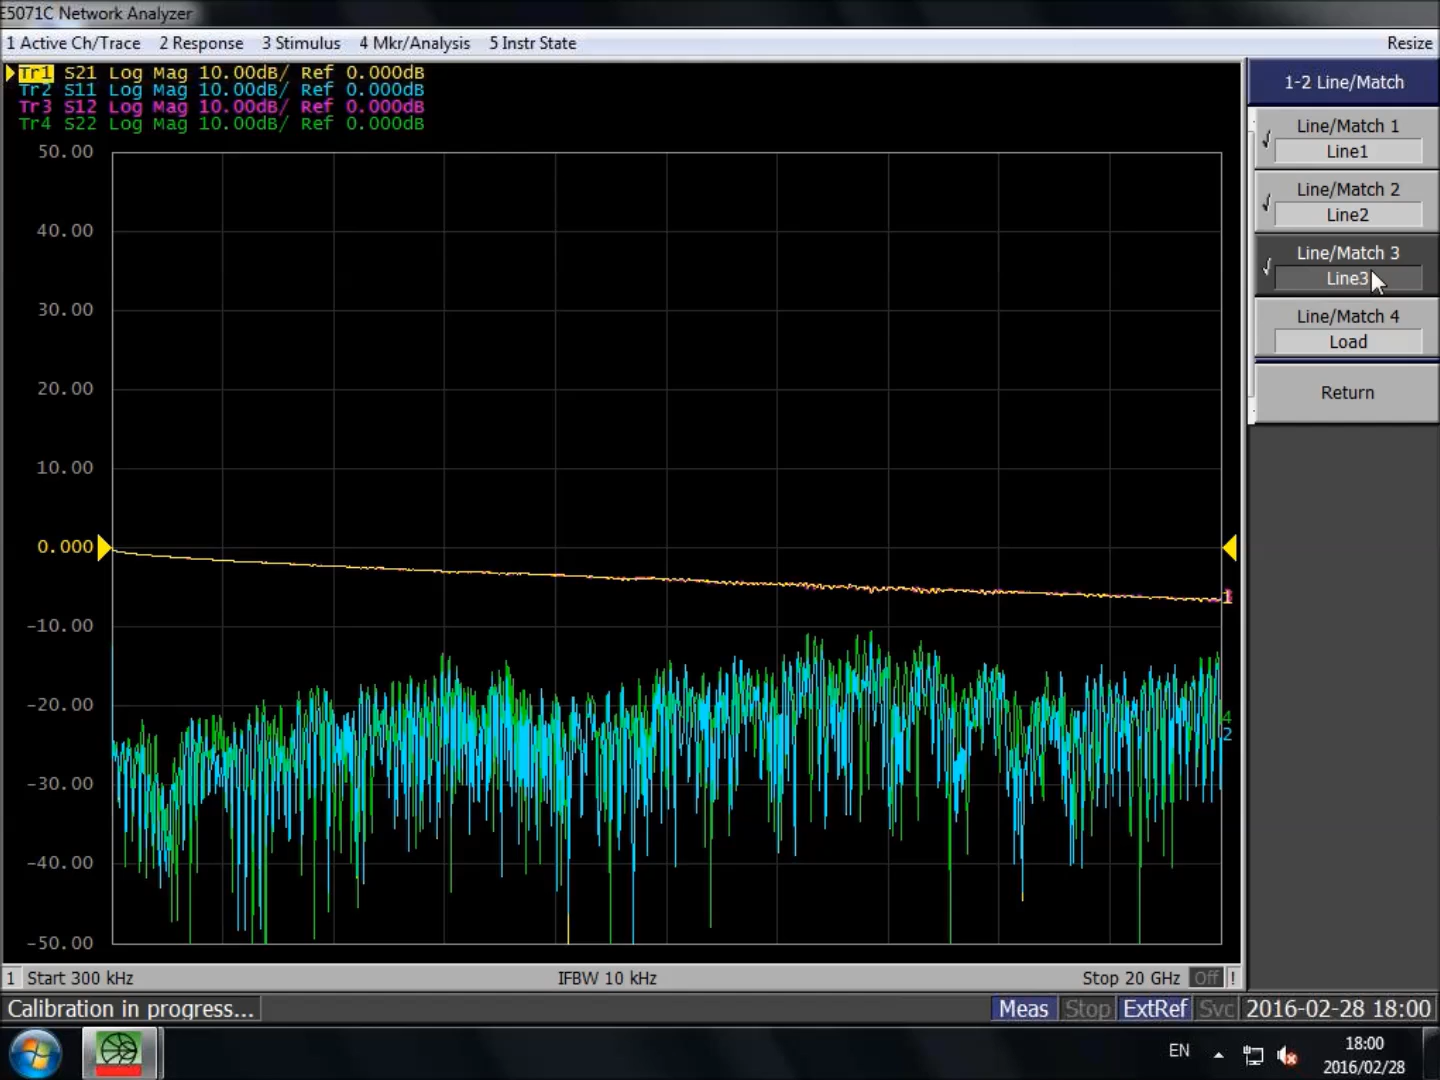 E5071C Network Analyzer
1 Active Ch/Trace 2 Response 3 Stimulus 4 Mkr/Analysis 5 Instr State Resize
Tr1 S21 Log Mag 10.00dB/ Ref 0.000dB
Tr2 S11 Log Mag 10.00dB/ Ref 0.000dB
Tr3 S12 Log Mag 10.00dB/ Ref 0.000dB
Tr4 S22 Log Mag 10.00dB/ Ref 0.000dB
50.00
40.00
30.00
20.00
10.00
0.000
-10.00
-20.00
-30.00
-40.00
-50.00
1
4
2
1-2 Line/Match
Line/Match 1
Line1
Line/Match 2
Line2
Line/Match 3
Line3
Line/Match 4
Load
Return
1 Start 300 kHz IFBW 10 kHz Stop 20 GHz Off !
Calibration in progress... Meas Stop ExtRef Svc 2016-02-28 18:00
EN 18:00
2016/02/28